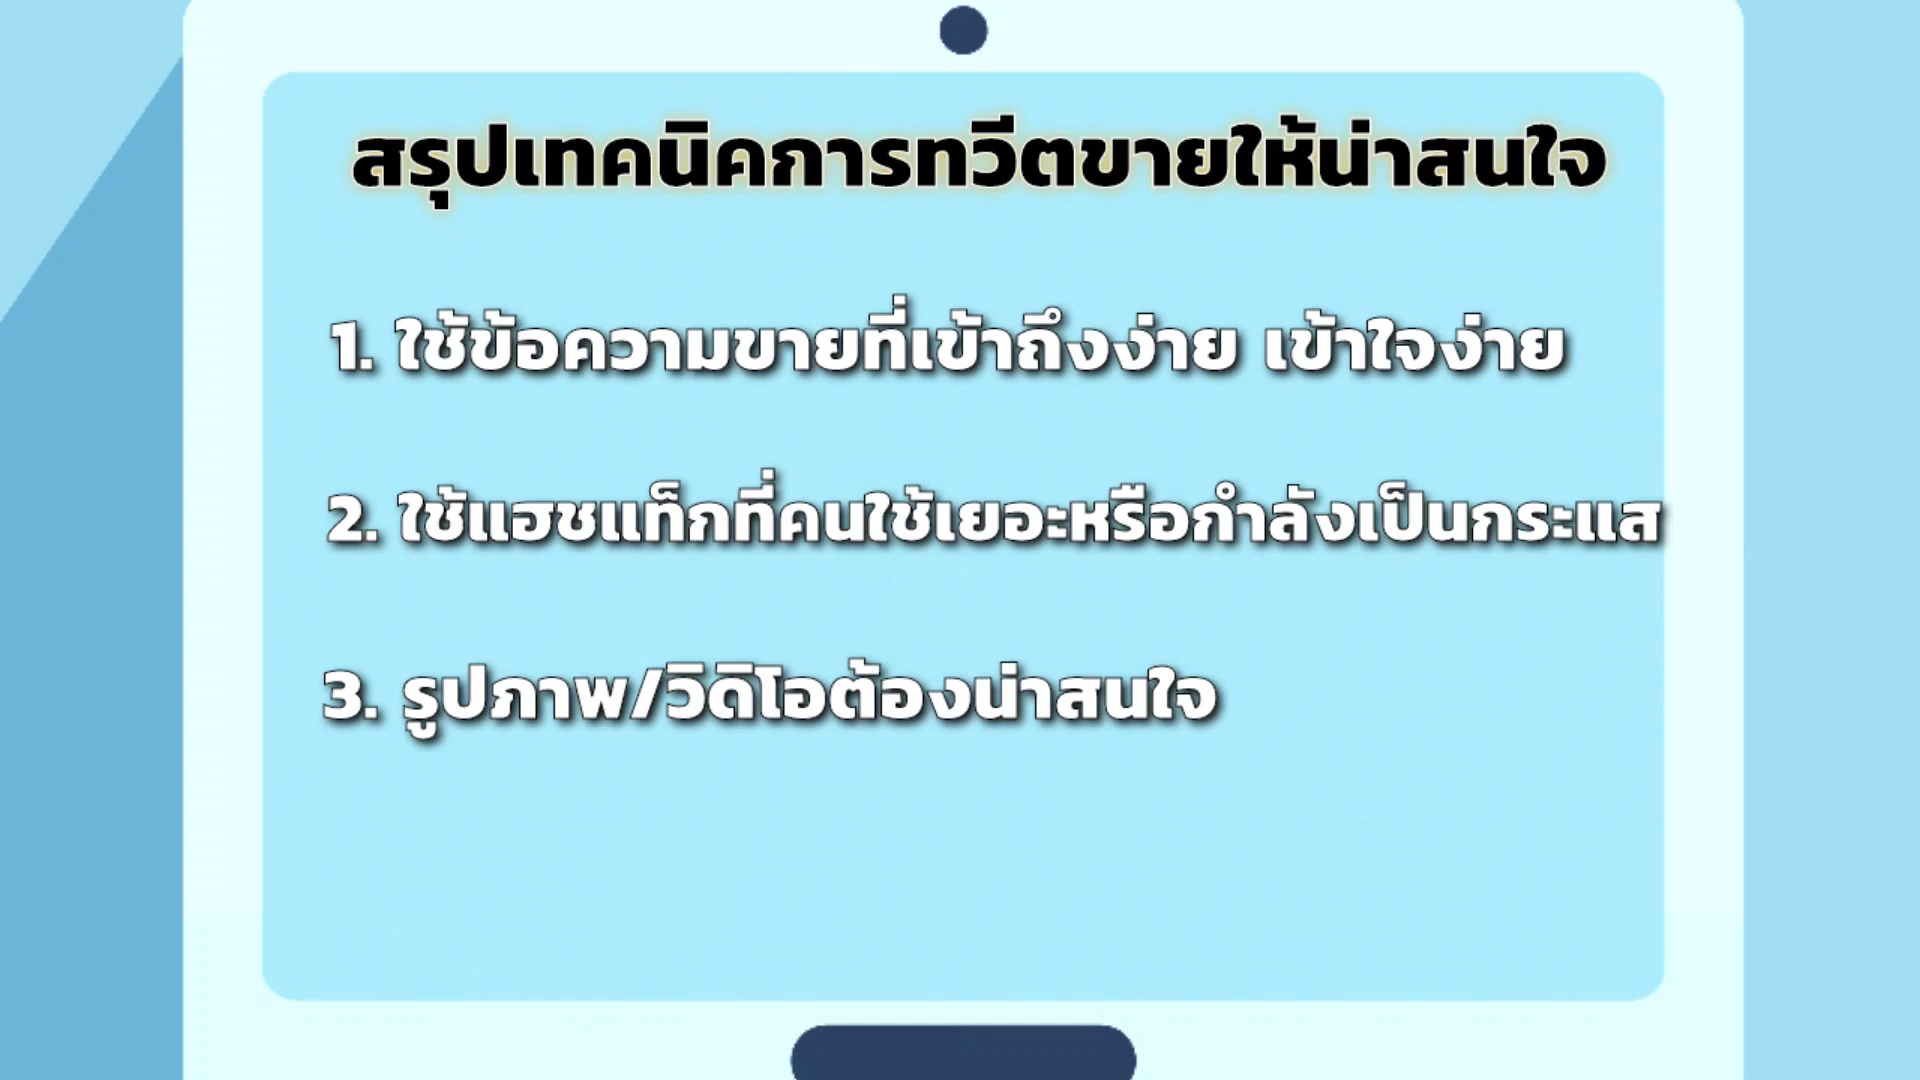 สรุปเทคนิคการทวีตขายให้น่าสนใจ
1. ใช้ข้อความขายที่เข้าถึงง่าย เข้าใจง่าย
2. ใช้แฮชแท็กที่คนใช้เยอะหรือกำลังเป็นกระแส
3. รูปภาพ/วิดิโอต้องน่าสนใจ